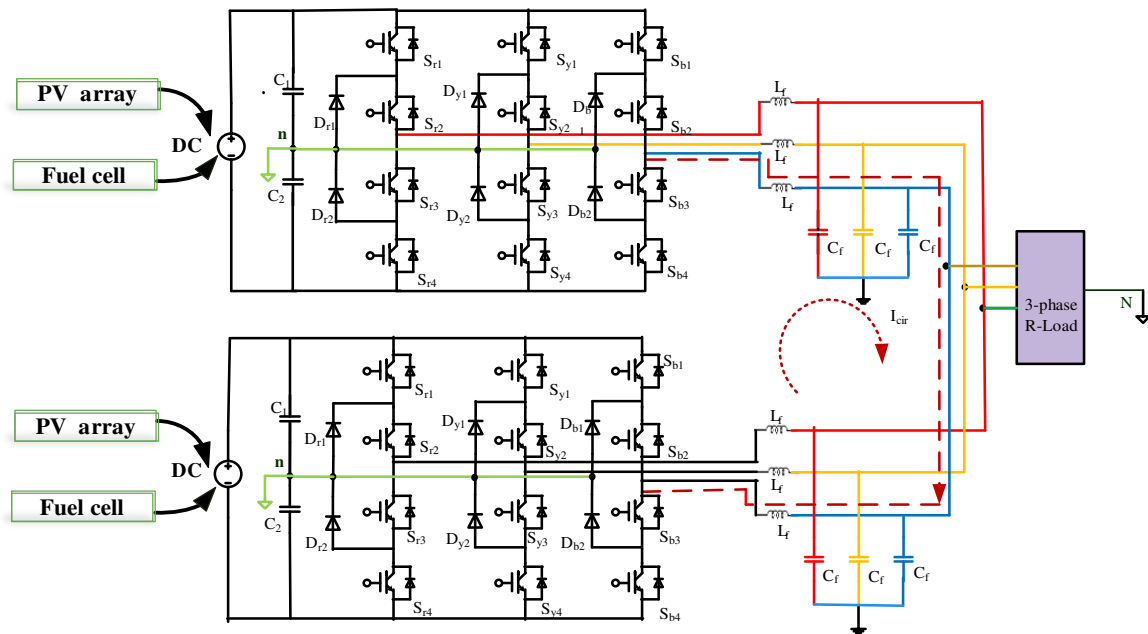 PV array
Fuel cell
DC
n
C1
C2
Dr1
Dr2
Sr1
Sr2
Sr3
Sr4
Dy1
Dy2
Sy1
Sy2
Sy3
Sy4
Db
1
Db2
Sb1
Sb2
Sb3
Sb4
Lf
Lf
Lf
Cf
Cf
Cf
Icir
3-phase
R-Load
N
PV array
Fuel cell
DC
n
C1
C2
Dr1
Dr2
Sr1
Sr2
Sr3
Sr4
Dy1
Dy2
Sy1
Sy2
Sy3
Sy4
Db1
Db2
Sb1
Sb2
Sb3
Sb4
Lf
Lf
Lf
Cf
Cf
Cf